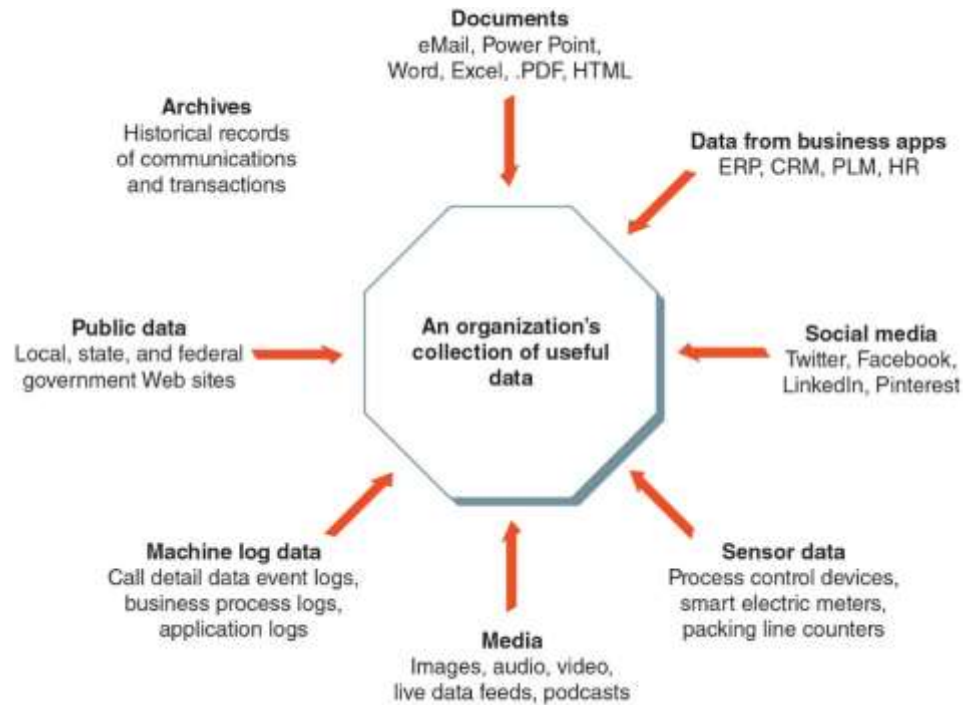 Documents
eMail, Power Point,
Word, Excel, .PDF, HTML
Archives
Historical records
of communications
and transactions
Data from business apps
ERP, CRM, PLM, HR
Public data
Local, state, and federal
government Web sites
An organization's
collection of useful
data
Social media
Twitter, Facebook,
LinkedIn, Pinterest
Machine log data
Call detail data event logs,
business process logs,
application logs
Sensor data
Process control devices,
smart electric meters,
packing line counters
Media
Images, audio, video,
live data feeds, podcasts